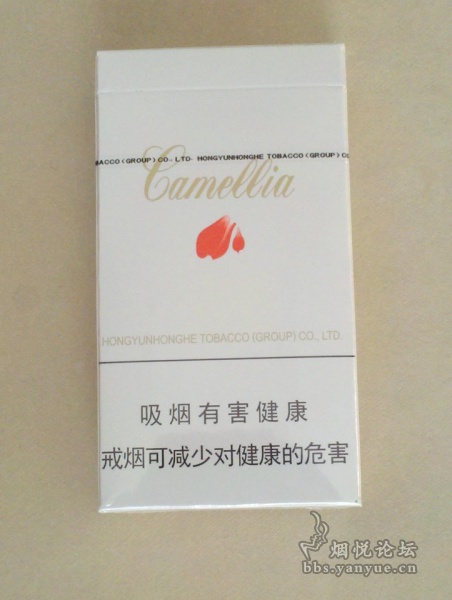 ACCO (GROUP) CO., LTD. HONGYUNHONGHE TOBACCO (GROUP) CO
Camellia
HONGYUNHONGHE TOBACCO (GROUP) CO., LTD.
吸烟有害健康
戒烟可减少对健康的危害
烟悦论坛
bbs.yanyue.cn